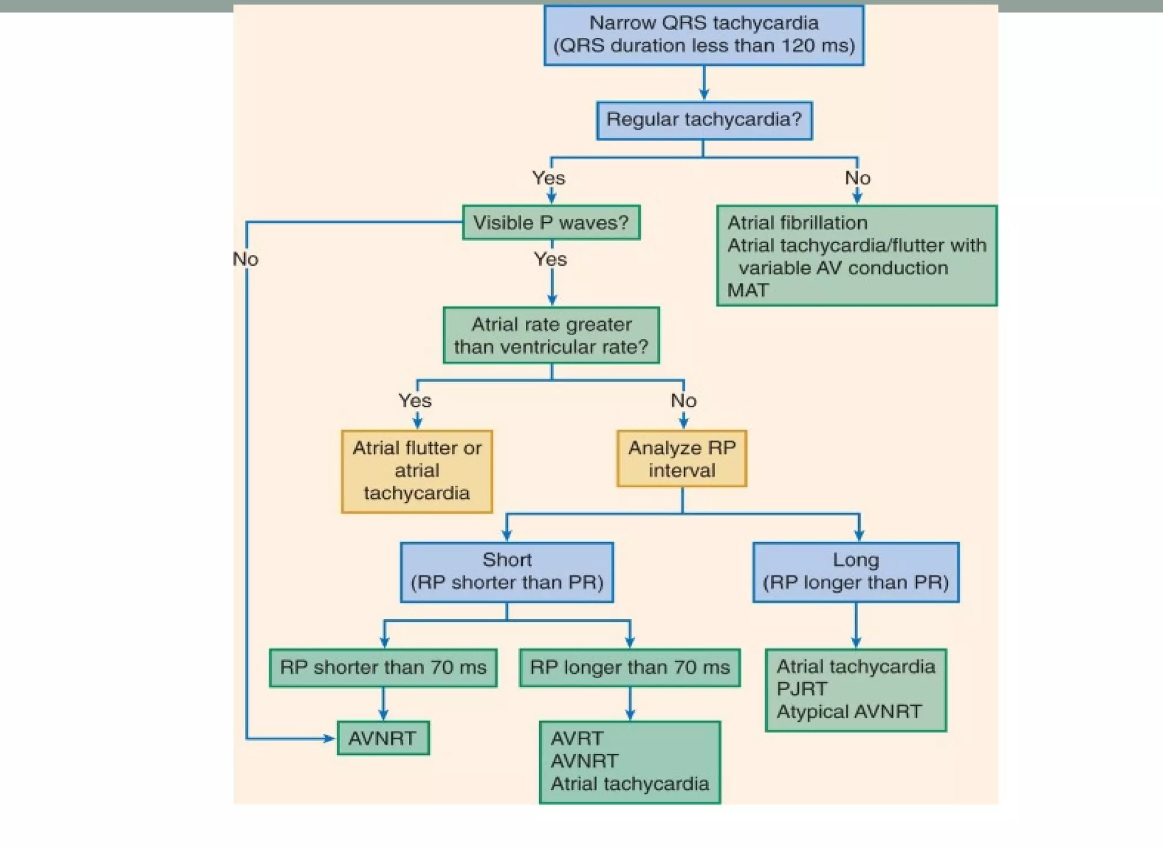 Narrow QRS tachycardia
(QRS duration less than 120 ms)
Regular tachycardia?
Yes
No
Visible P waves?
Atrial fibrillation
Atrial tachycardia/flutter with
variable AV conduction
MAT
No
Yes
Atrial rate greater
than ventricular rate?
Yes
No
Atrial flutter or
atrial
tachycardia
Analyze RP
interval
Short
(RP shorter than PR)
Long
(RP longer than PR)
RP shorter than 70 ms
RP longer than 70 ms
Atrial tachycardia
PJRT
Atypical AVNRT
AVNRT
AVRT
AVNRT
Atrial tachycardia